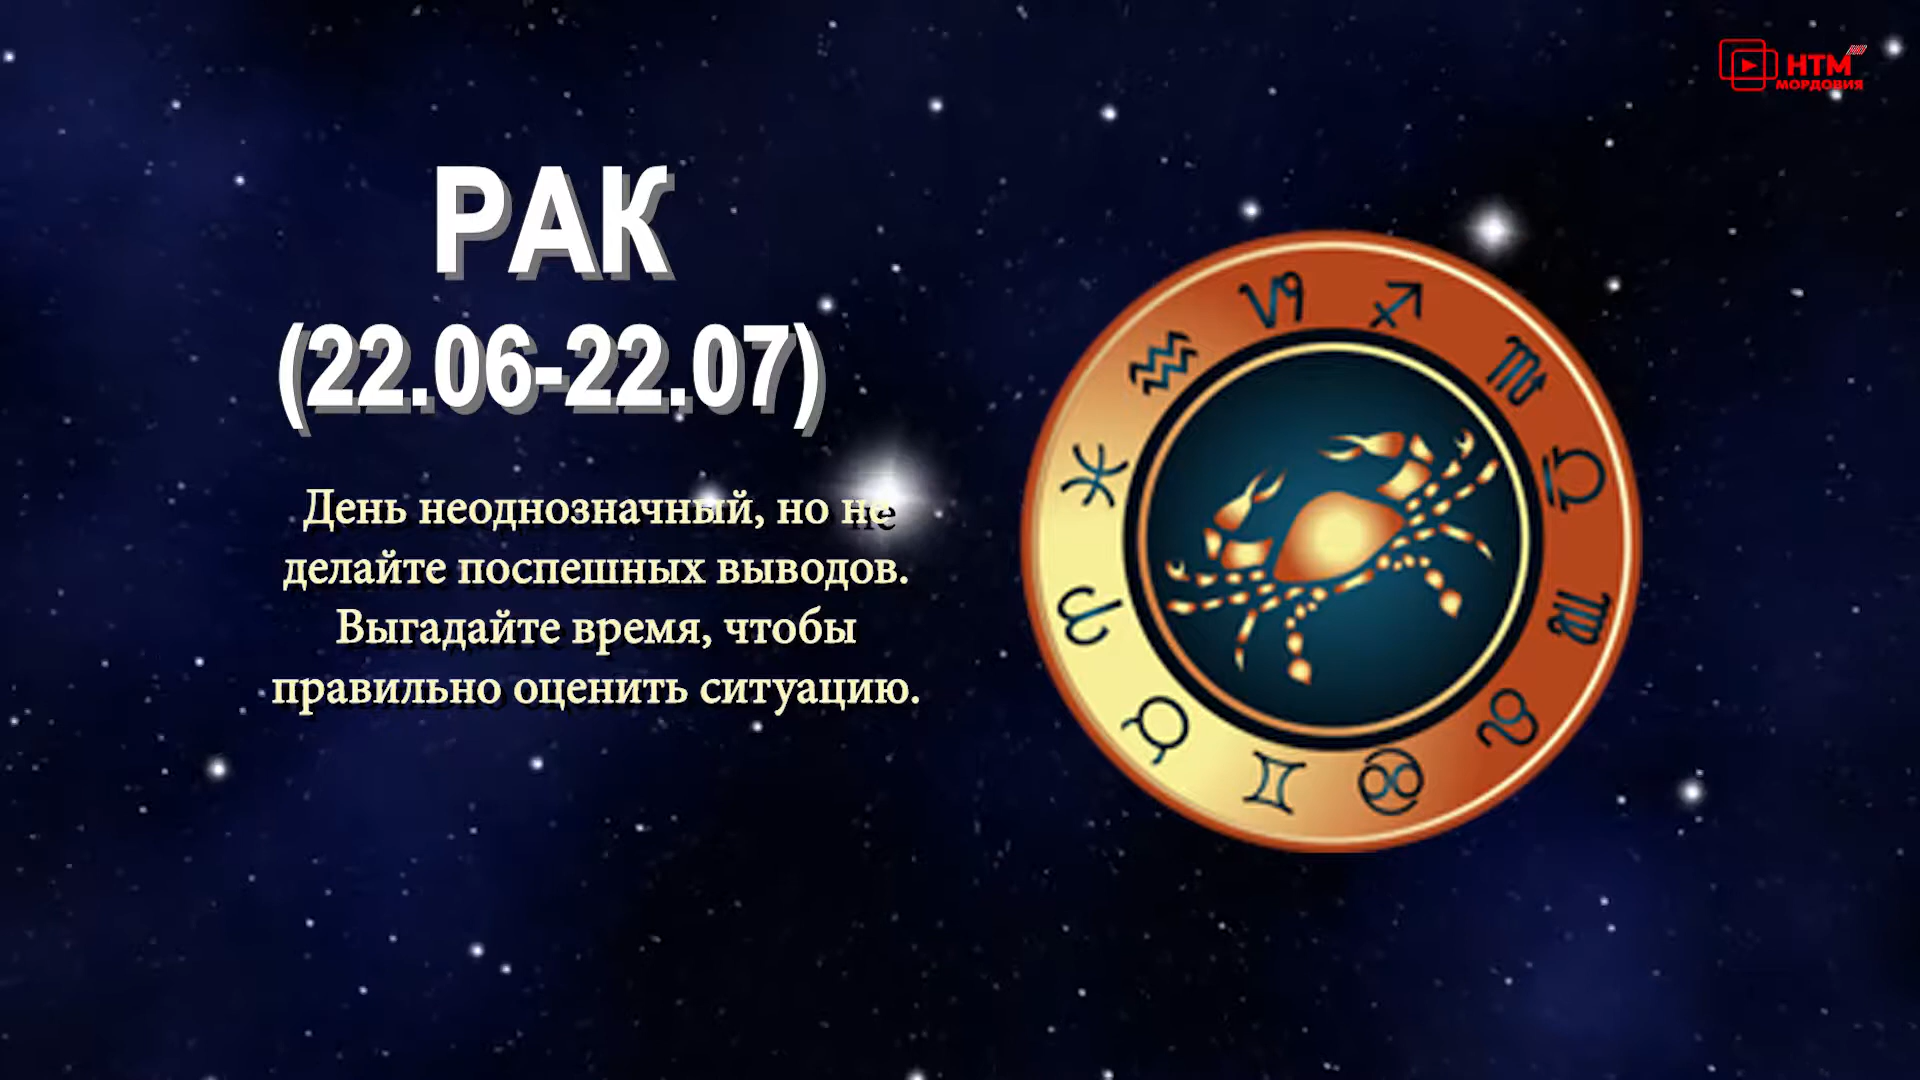 НТМ
МОРДОВИЯ
РАК
(22.06-22.07)
День неоднозначный, но не
делайте поспешных выводов.
Выгадайте время, чтобы
правильно оценить ситуацию.